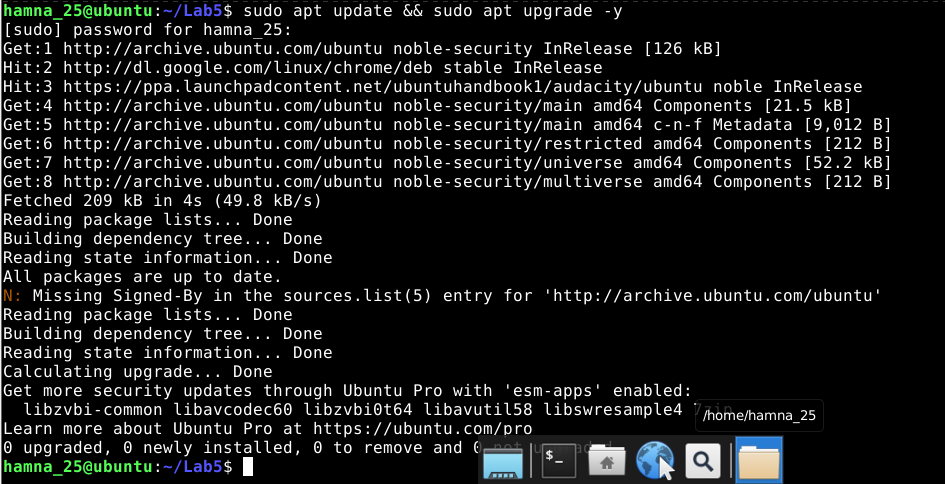 hamna_25@ubuntu:~/Lab5$ sudo apt update && sudo apt upgrade -y
[sudo] password for hamna_25:
Get:1 http://archive.ubuntu.com/ubuntu noble-security InRelease [126 kB]
Hit:2 http://dl.google.com/linux/chrome/deb stable InRelease
Hit:3 https://ppa.launchpadcontent.net/ubuntuhandbook1/audacity/ubuntu noble InRelease
Get:4 http://archive.ubuntu.com/ubuntu noble-security/main amd64 Components [21.5 kB]
Get:5 http://archive.ubuntu.com/ubuntu noble-security/main amd64 c-n-f Metadata [9,012 B]
Get:6 http://archive.ubuntu.com/ubuntu noble-security/restricted amd64 Components [212 B]
Get:7 http://archive.ubuntu.com/ubuntu noble-security/universe amd64 Components [52.2 kB]
Get:8 http://archive.ubuntu.com/ubuntu noble-security/multiverse amd64 Components [212 B]
Fetched 209 kB in 4s (49.8 kB/s)
Reading package lists... Done
Building dependency tree... Done
Reading state information... Done
All packages are up to date.
N: Missing Signed-By in the sources.list(5) entry for 'http://archive.ubuntu.com/ubuntu'
Reading package lists... Done
Building dependency tree... Done
Reading state information... Done
Calculating upgrade... Done
Get more security updates through Ubuntu Pro with 'esm-apps' enabled:
  libzvbi-common libavcodec60 libzvbi0t64 libavutil58 libswresample4 7zip
/home/hamna_25
Learn more about Ubuntu Pro at https://ubuntu.com/pro
0 upgraded, 0 newly installed, 0 to remove and 0 not upgraded.
hamna_25@ubuntu:~/Lab5$
$_